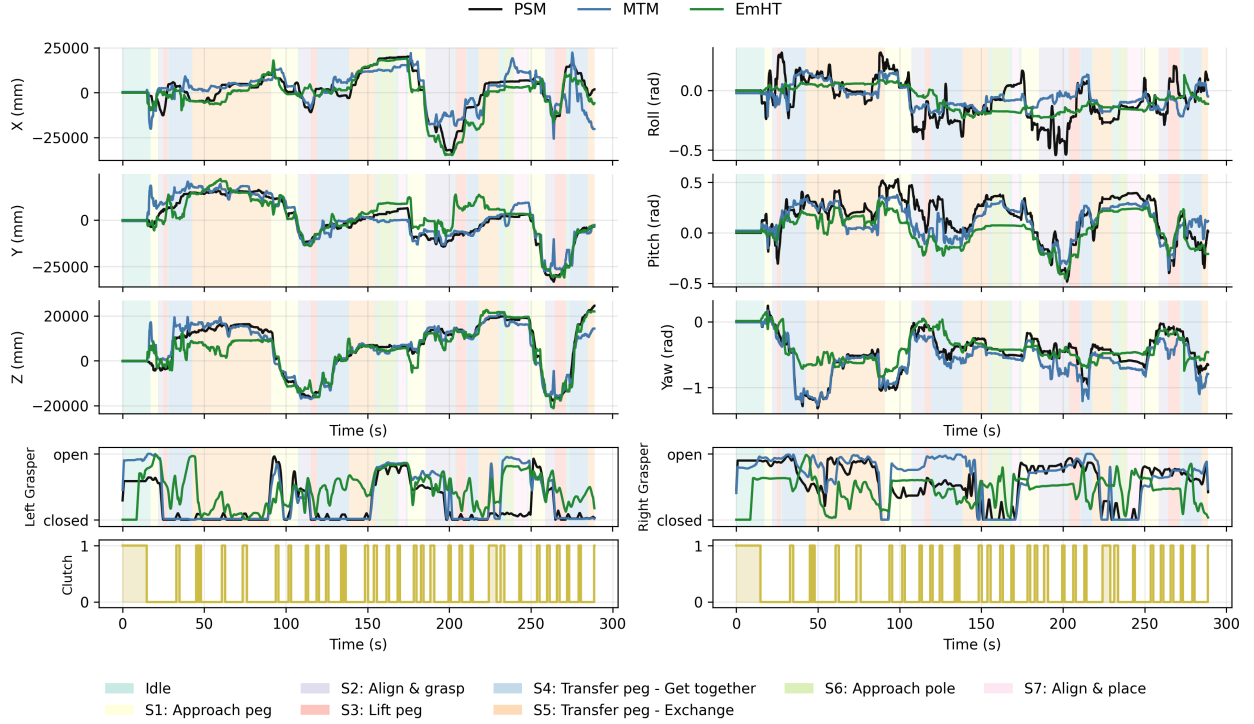 PSM MTM EmHT
25000
0
−25000
X (mm)
0.0
−0.5
Roll (rad)
0
−25000
Y (mm)
0.5
0.0
−0.5
Pitch (rad)
20000
0
−20000
Z (mm)
Time (s)
0
−1
Yaw (rad)
Time (s)
open
closed
Left Grasper
open
closed
Right Grasper
1
0
Clutch
0 50 100 150 200 250 300
Time (s)
1
0
0 50 100 150 200 250 300
Time (s)
Idle S2: Align & grasp S4: Transfer peg - Get together S6: Approach pole S7: Align & place
S1: Approach peg S3: Lift peg S5: Transfer peg - Exchange